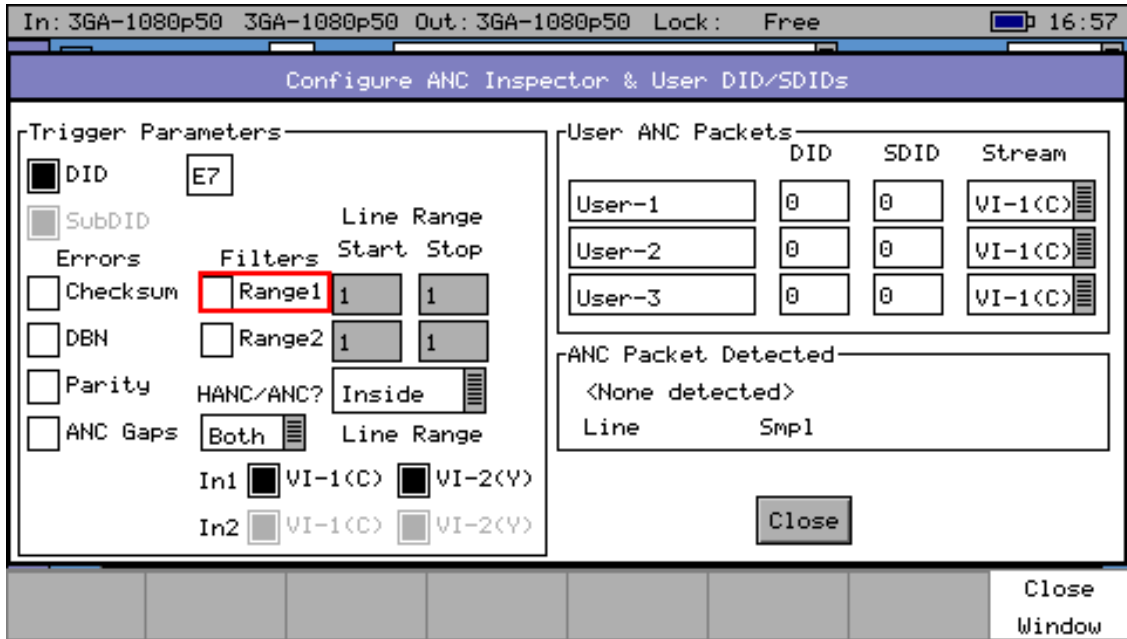 In: 3GA-1080p50 3GA-1080p50 Out: 3GA-1080p50 Lock: Free 16:57
Configure ANC Inspector & User DID/SDIDs
Trigger Parameters
DID E7
SubDID
Line Range
Errors Filters Start Stop
Checksum Range1 1 1
DBN Range2 1 1
Parity HANC/ANC? Inside
ANC Gaps Both Line Range
In1 VI-1(C) VI-2(Y)
In2 VI-1(C) VI-2(Y)
User ANC Packets
DID SDID Stream
User-1 0 0 VI-1(C)
User-2 0 0 VI-1(C)
User-3 0 0 VI-1(C)
ANC Packet Detected
<None detected>
Line Smpl
Close
Close
Window